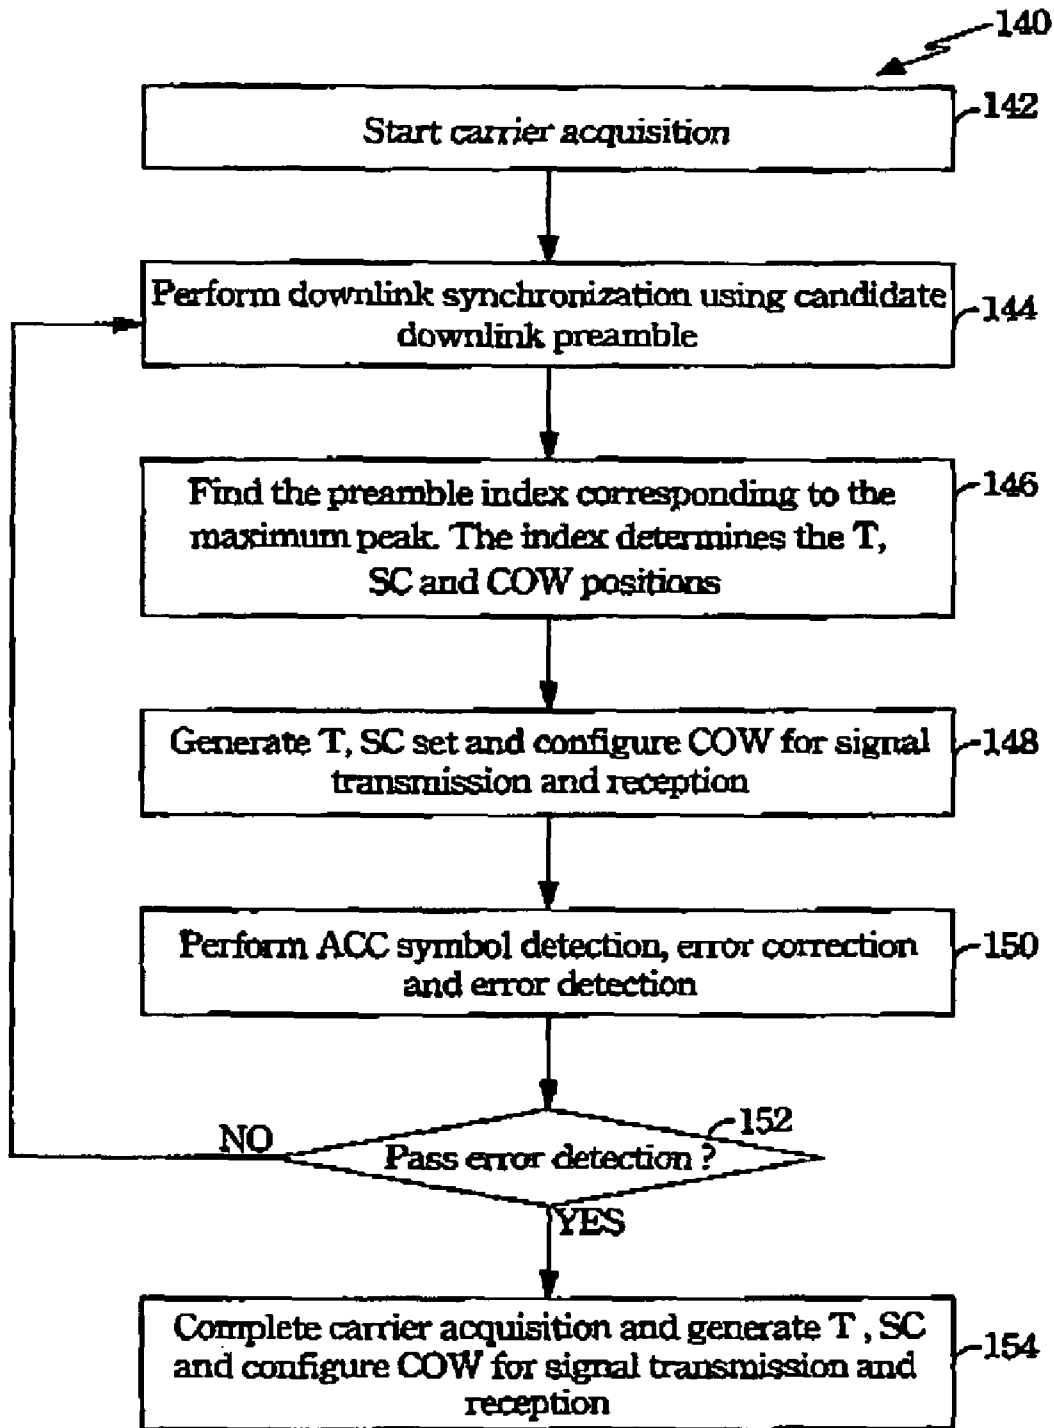 140
Start carrier acquisition
142
Perform downlink synchronization using candidate
downlink preamble
144
Find the preamble index corresponding to the
maximum peak. The index determines the T,
SC and COW positions
146
Generate T, SC set and configure COW for signal
transmission and reception
148
Perform ACC symbol detection, error correction
and error detection
150
152
NO
Pass error detection ?
YES
Complete carrier acquisition and generate T , SC
and configure COW for signal transmission and
reception
154